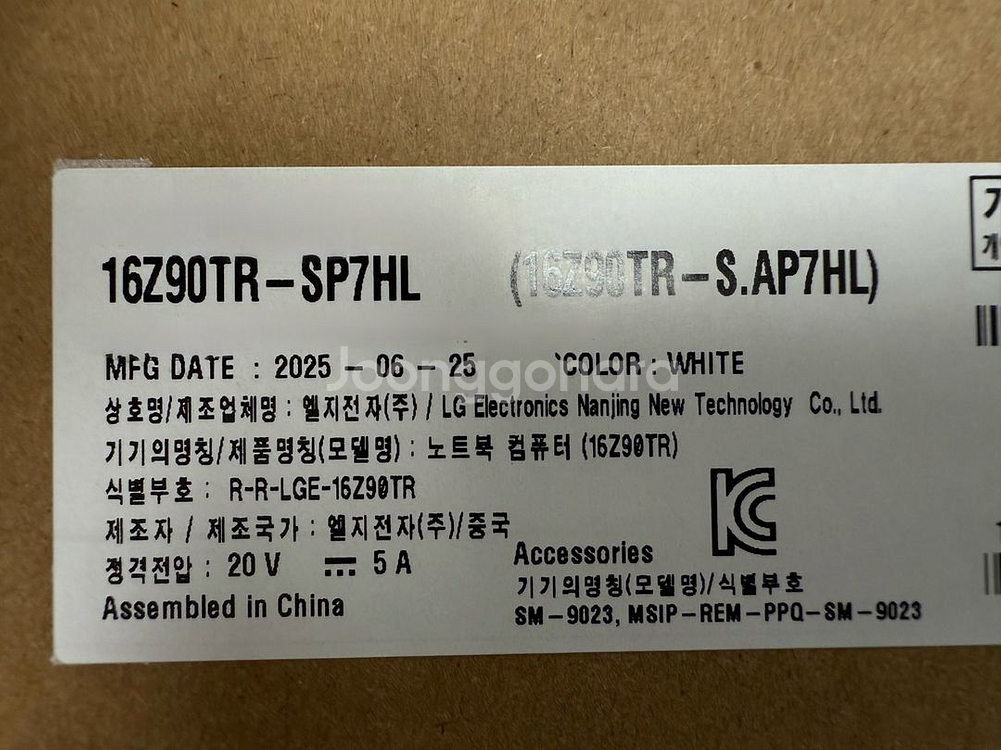 16Z90TR-SP7HL (16Z90TR-S.AP7HL)
MFG DATE : 2025 - 06 - 25 COLOR : WHITE
Joonggonara
상호명/제조업체명 : 엘지전자(주) / LG Electronics Nanjing New Technology Co., Ltd.
기기의명칭/제품명칭(모델명) : 노트북 컴퓨터 (16Z90TR)
식별부호 : R-R-LGE-16Z90TR
제조자 / 제조국가 : 엘지전자(주)/중국
정격전압 : 20 V ⎓ 5 A
Assembled in China
KC
Accessories
기기의명칭(모델명)/식별부호
SM-9023, MSIP-REM-PPQ-SM-9023